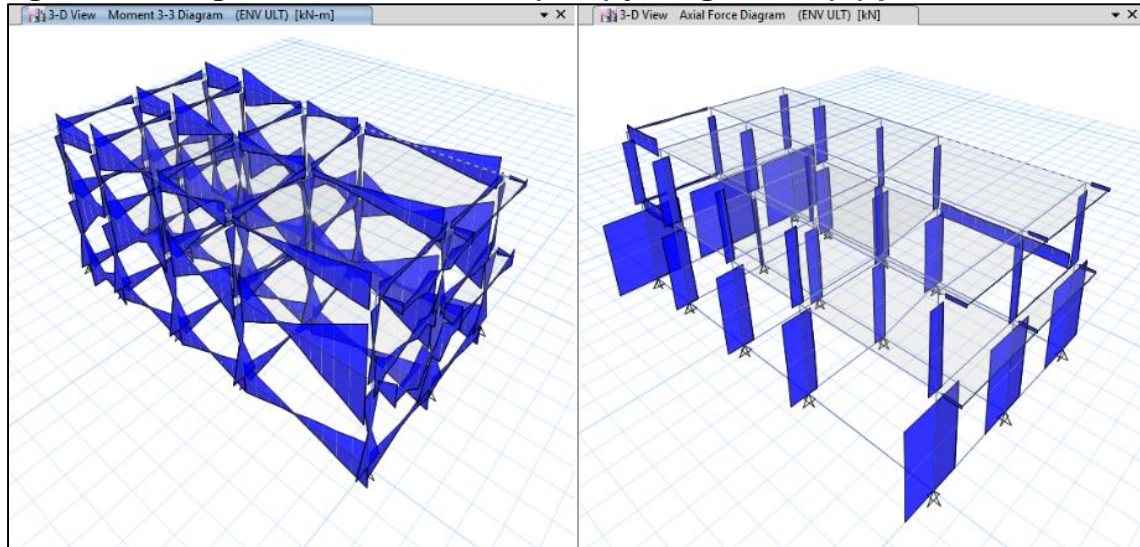 3-D View Moment 3-3 Diagram (ENV ULT) [kN-m]
3-D View Axial Force Diagram (ENV ULT) [kN]